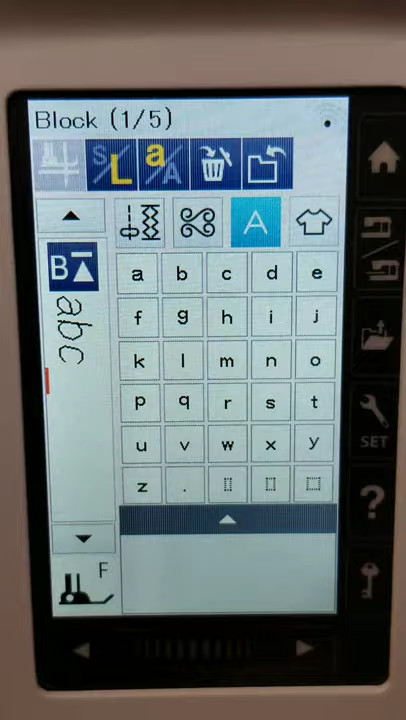 Block (1/5)
S/L
a/A
A
B
abc
a b c d e
f g h i j
k l m n o
p q r s t
u v w x y
z .
F
SET
?